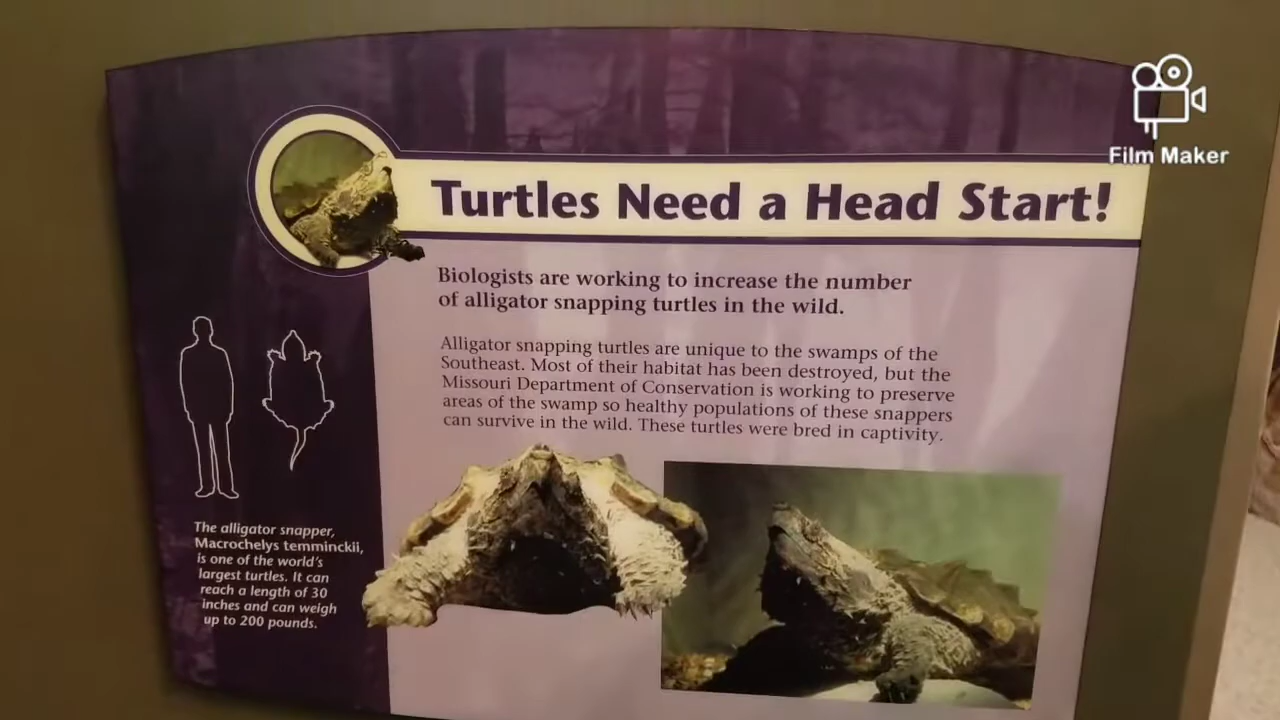 Film Maker
Turtles Need a Head Start!
Biologists are working to increase the number
of alligator snapping turtles in the wild.
Alligator snapping turtles are unique to the swamps of the
Southeast. Most of their habitat has been destroyed, but the
Missouri Department of Conservation is working to preserve
areas of the swamp so healthy populations of these snappers
can survive in the wild. These turtles were bred in captivity.
The alligator snapper,
Macrochelys temminckii,
is one of the world's
largest turtles. It can
reach a length of 30
inches and can weigh
up to 200 pounds.